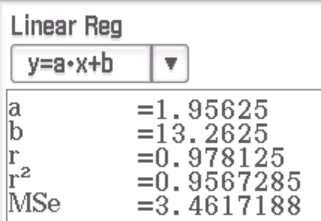 Linear Reg
y=a•x+b
a =1.95625
b =13.2625
r =0.978125
r² =0.9567285
MSe =3.4617188